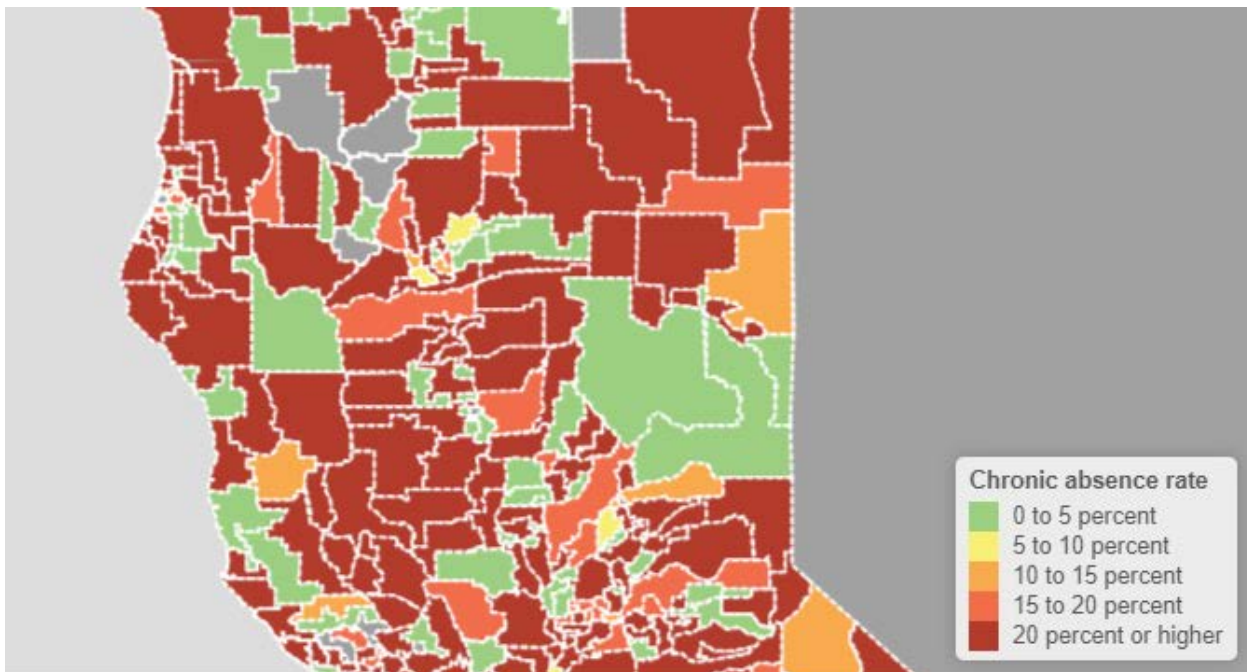 Chronic absence rate
0 to 5 percent
5 to 10 percent
10 to 15 percent
15 to 20 percent
20 percent or higher